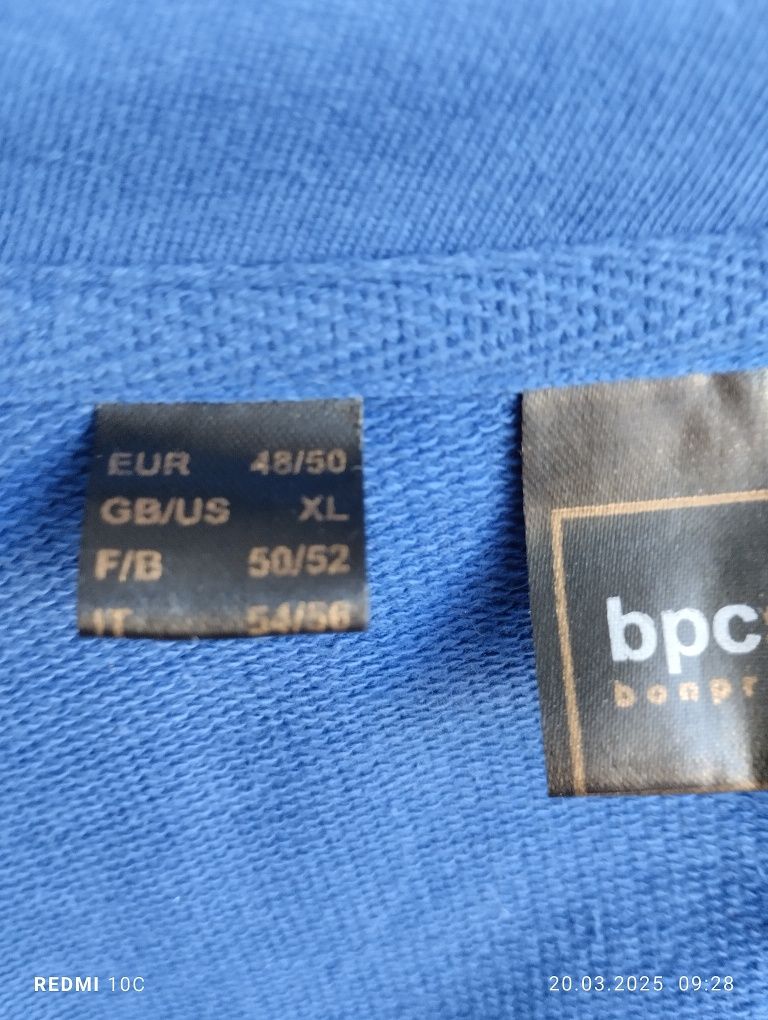 EUR 48/50
GB/US XL
F/B 50/52
IT 54/56
bpc
bonpr
REDMI 10C
20.03.2025 09:28